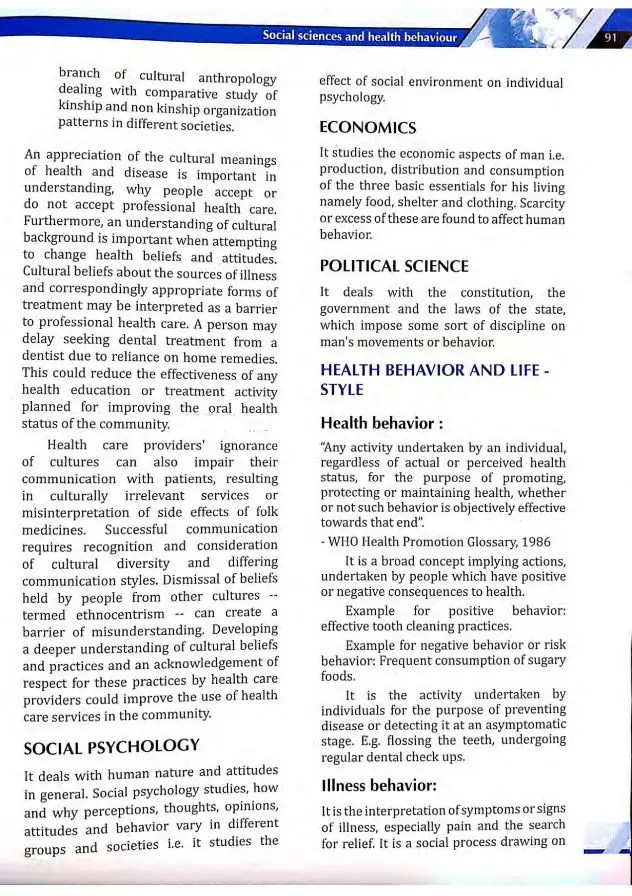 Social sciences and health behaviour
91
branch of cultural anthropology
dealing with comparative study of
kinship and non kinship organization
patterns in different societies.
An appreciation of the cultural meanings
of health and disease is important in
understanding, why people accept or
do not accept professional health care.
Furthermore, an understanding of cultural
background is important when attempting
to change health beliefs and attitudes.
Cultural beliefs about the sources of illness
and correspondingly appropriate forms of
treatment may be interpreted as a barrier
to professional health care. A person may
delay seeking dental treatment from a
dentist due to reliance on home remedies.
This could reduce the effectiveness of any
health education or treatment activity
planned for improving the oral health
status of the community.
Health care providers' ignorance
of cultures can also impair their
communication with patients, resulting
in culturally irrelevant services or
misinterpretation of side effects of folk
medicines. Successful communication
requires recognition and consideration
of cultural diversity and differing
communication styles. Dismissal of beliefs
held by people from other cultures --
termed ethnocentrism -- can create a
barrier of misunderstanding. Developing
a deeper understanding of cultural beliefs
and practices and an acknowledgement of
respect for these practices by health care
providers could improve the use of health
care services in the community.
SOCIAL PSYCHOLOGY
It deals with human nature and attitudes
in general. Social psychology studies, how
and why perceptions, thoughts, opinions,
attitudes and behavior vary in different
groups and societies i.e. it studies the
effect of social environment on individual
psychology.
ECONOMICS
It studies the economic aspects of man i.e.
production, distribution and consumption
of the three basic essentials for his living
namely food, shelter and clothing. Scarcity
or excess of these are found to affect human
behavior.
POLITICAL SCIENCE
It deals with the constitution, the
government and the laws of the state,
which impose some sort of discipline on
man's movements or behavior.
HEALTH BEHAVIOR AND LIFE -
STYLE
Health behavior :
"Any activity undertaken by an individual,
regardless of actual or perceived health
status, for the purpose of promoting,
protecting or maintaining health, whether
or not such behavior is objectively effective
towards that end".
- WHO Health Promotion Glossary, 1986
It is a broad concept implying actions,
undertaken by people which have positive
or negative consequences to health.
Example for positive behavior:
effective tooth cleaning practices.
Example for negative behavior or risk
behavior: Frequent consumption of sugary
foods.
It is the activity undertaken by
individuals for the purpose of preventing
disease or detecting it at an asymptomatic
stage. E.g. flossing the teeth, undergoing
regular dental check ups.
Illness behavior:
It is the interpretation of symptoms or signs
of illness, especially pain and the search
for relief. It is a social process drawing on